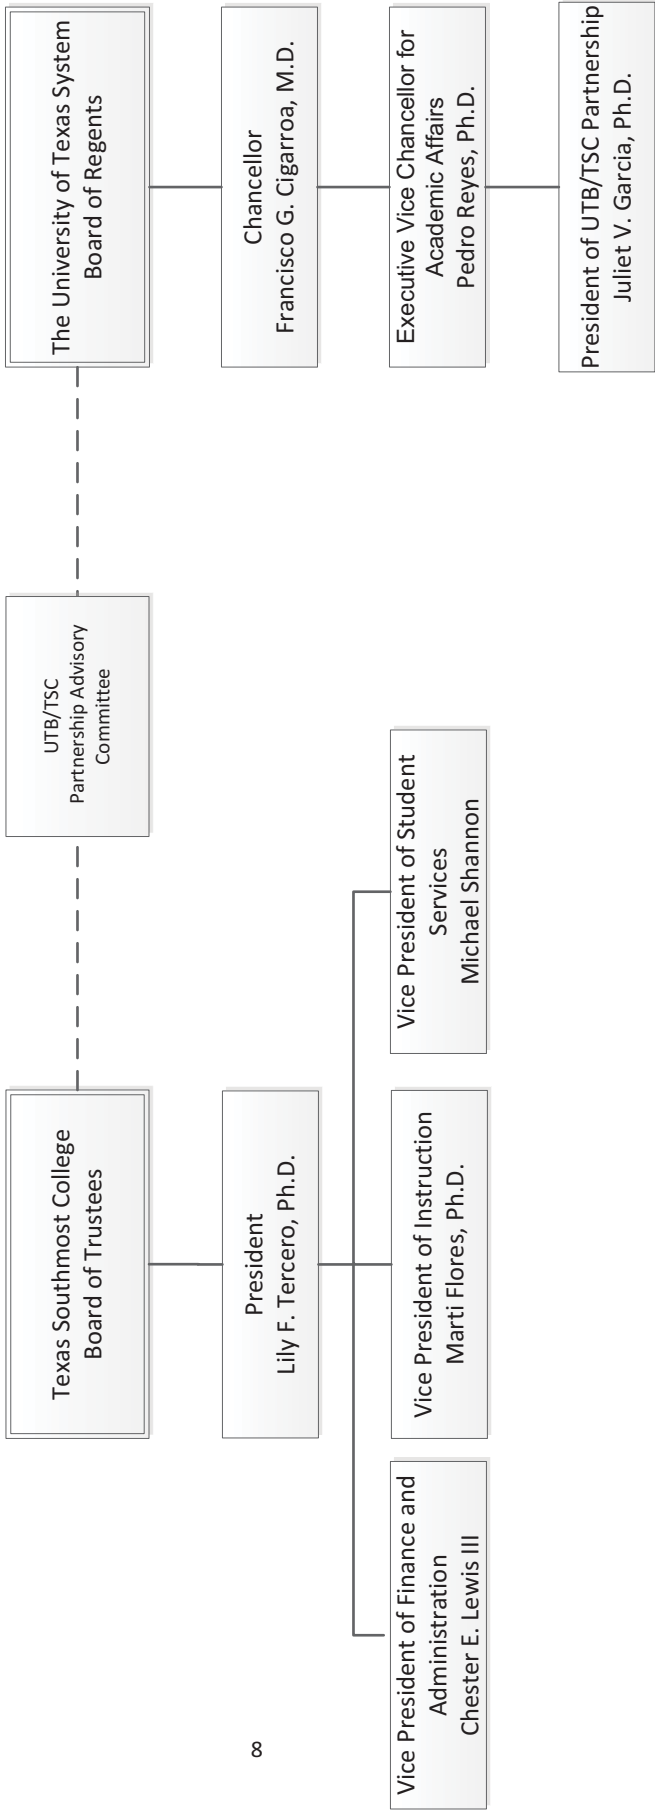 Texas Southmost College
Board of Trustees
UTB/TSC
Partnership Advisory
Committee
The University of Texas System
Board of Regents
President
Lily F. Tercero, Ph.D.
Chancellor
Francisco G. Cigarroa, M.D.
Vice President of Finance and
Administration
Chester E. Lewis III
Vice President of Instruction
Marti Flores, Ph.D.
Vice President of Student
Services
Michael Shannon
Executive Vice Chancellor for
Academic Affairs
Pedro Reyes, Ph.D.
President of UTB/TSC Partnership
Juliet V. Garcia, Ph.D.
8